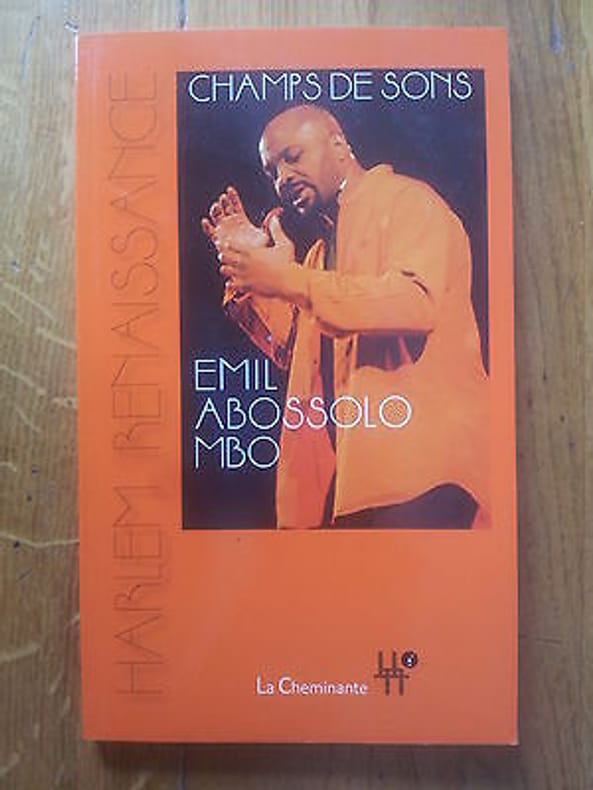 CHAMPS DE SONS
HARLEM RENAISSANCE
EMIL
ABOSSOLO
MBO
La Cheminante